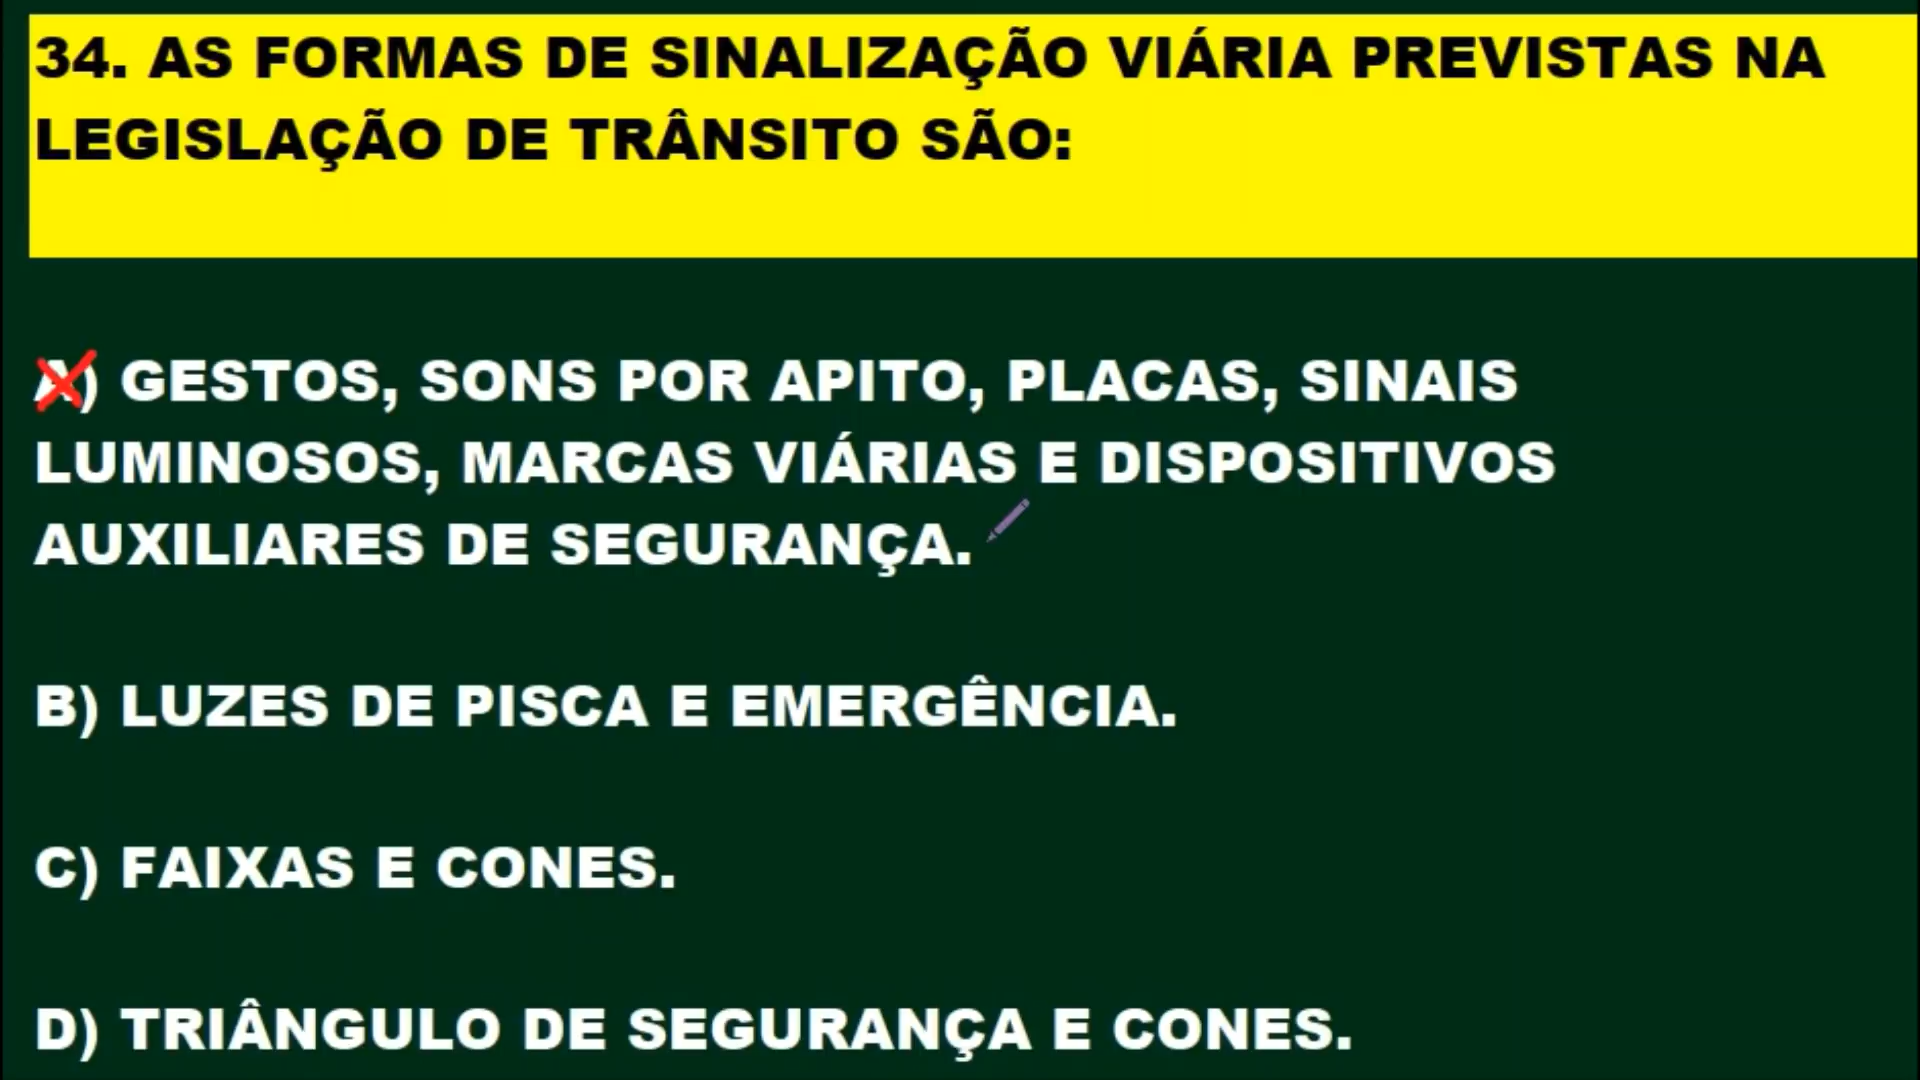 34. AS FORMAS DE SINALIZAÇÃO VIÁRIA PREVISTAS NA
LEGISLAÇÃO DE TRÂNSITO SÃO:
A) GESTOS, SONS POR APITO, PLACAS, SINAIS
LUMINOSOS, MARCAS VIÁRIAS E DISPOSITIVOS
AUXILIARES DE SEGURANÇA.
B) LUZES DE PISCA E EMERGÊNCIA.
C) FAIXAS E CONES.
D) TRIÂNGULO DE SEGURANÇA E CONES.